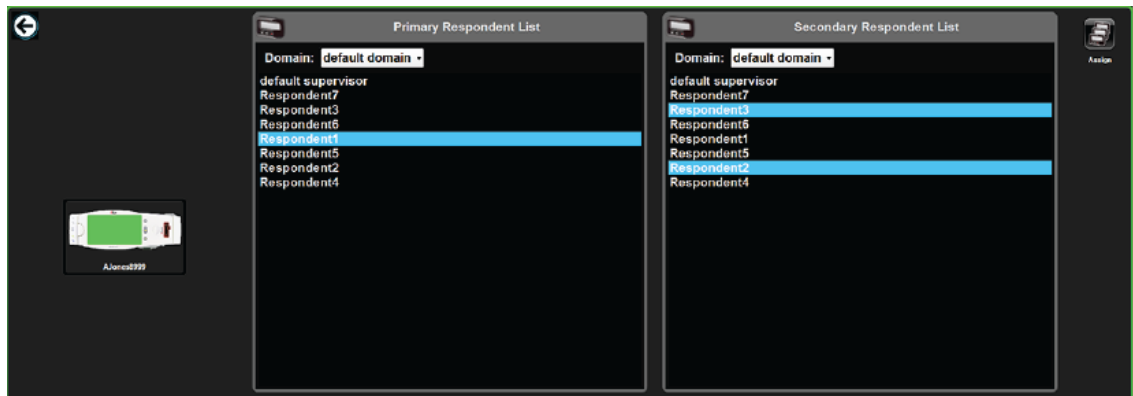 Primary Respondent List
Domain: default domain
default supervisor
Respondent7
Respondent3
Respondent6
Respondent1
Respondent5
Respondent2
Respondent4
Secondary Respondent List
Domain: default domain
default supervisor
Respondent7
Respondent3
Respondent6
Respondent1
Respondent5
Respondent2
Respondent4
Assign